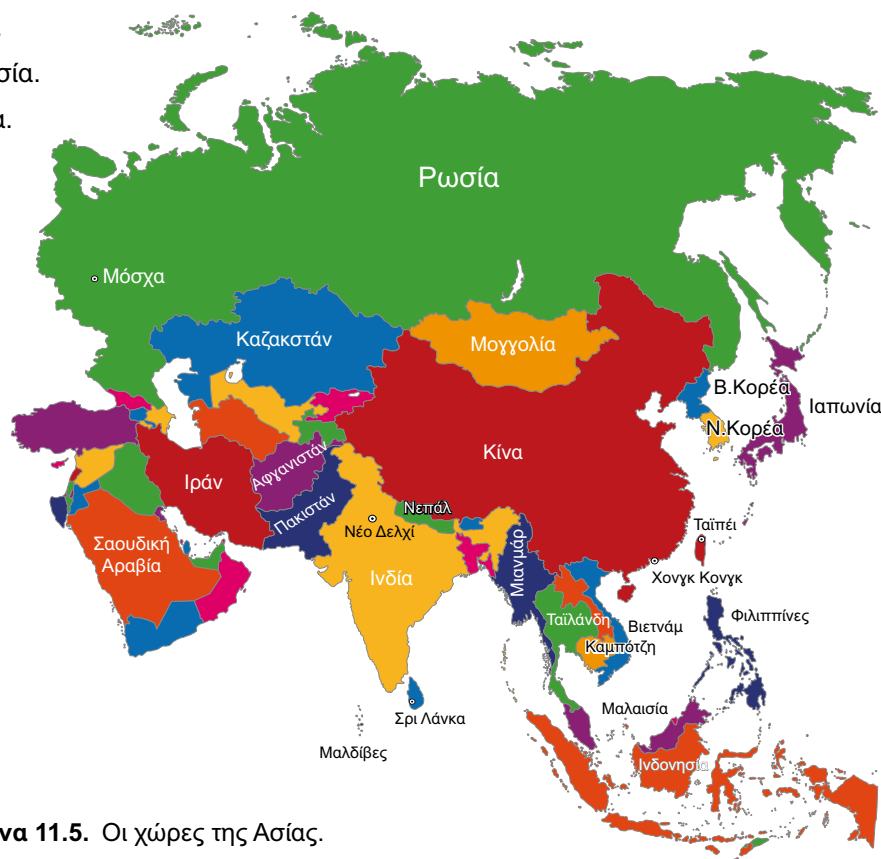 σία.
α.
Ρωσία
Μόσχα
Καζακστάν
Μογγολία
Β.Κορέα
Ιαπωνία
Ν.Κορέα
Κίνα
Αφγανιστάν
Ιράν
Πακιστάν
Νεπάλ
Νέο Δελχί
Ταϊπέι
Σαουδική
Αραβία
Μιανμάρ
Χονγκ Κονγκ
Ινδία
Φιλιππίνες
Ταϊλάνδη
Βιετνάμ
Καμπότζη
Μαλαισία
Σρι Λάνκα
Μαλδίβες
Ινδονησία
να 11.5. Οι χώρες της Ασίας.